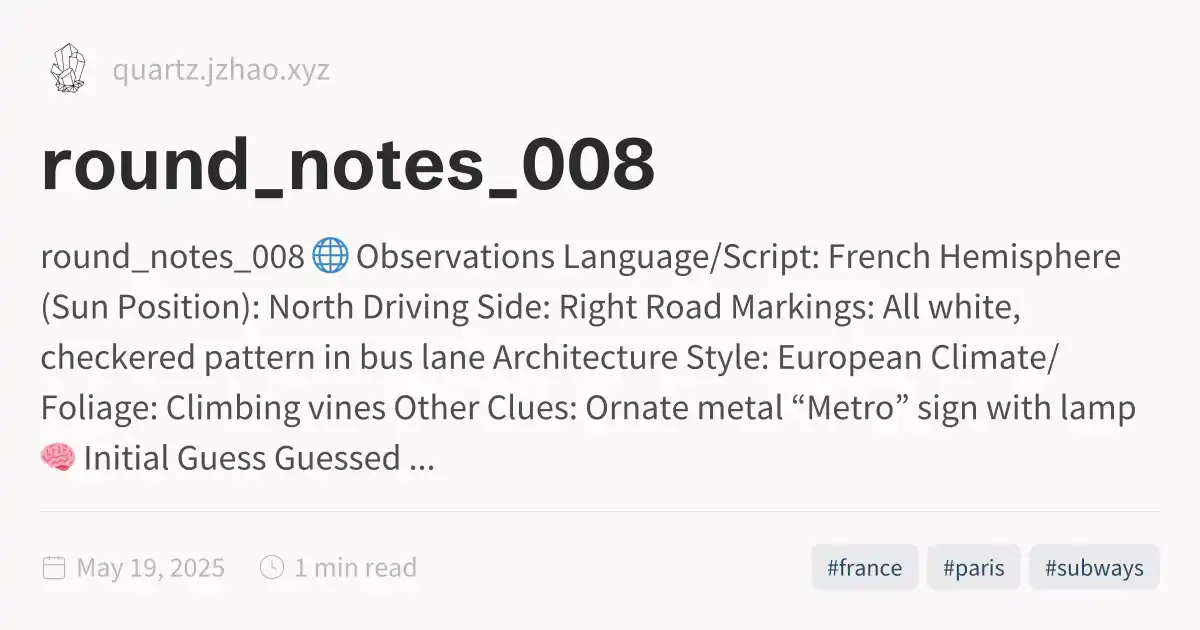 quartz.jzhao.xyz
round_notes_008
round_notes_008 🌐 Observations Language/Script: French Hemisphere
(Sun Position): North Driving Side: Right Road Markings: All white,
checkered pattern in bus lane Architecture Style: European Climate/
Foliage: Climbing vines Other Clues: Ornate metal “Metro” sign with lamp
🧠 Initial Guess Guessed ...
May 19, 2025 1 min read #france #paris #subways